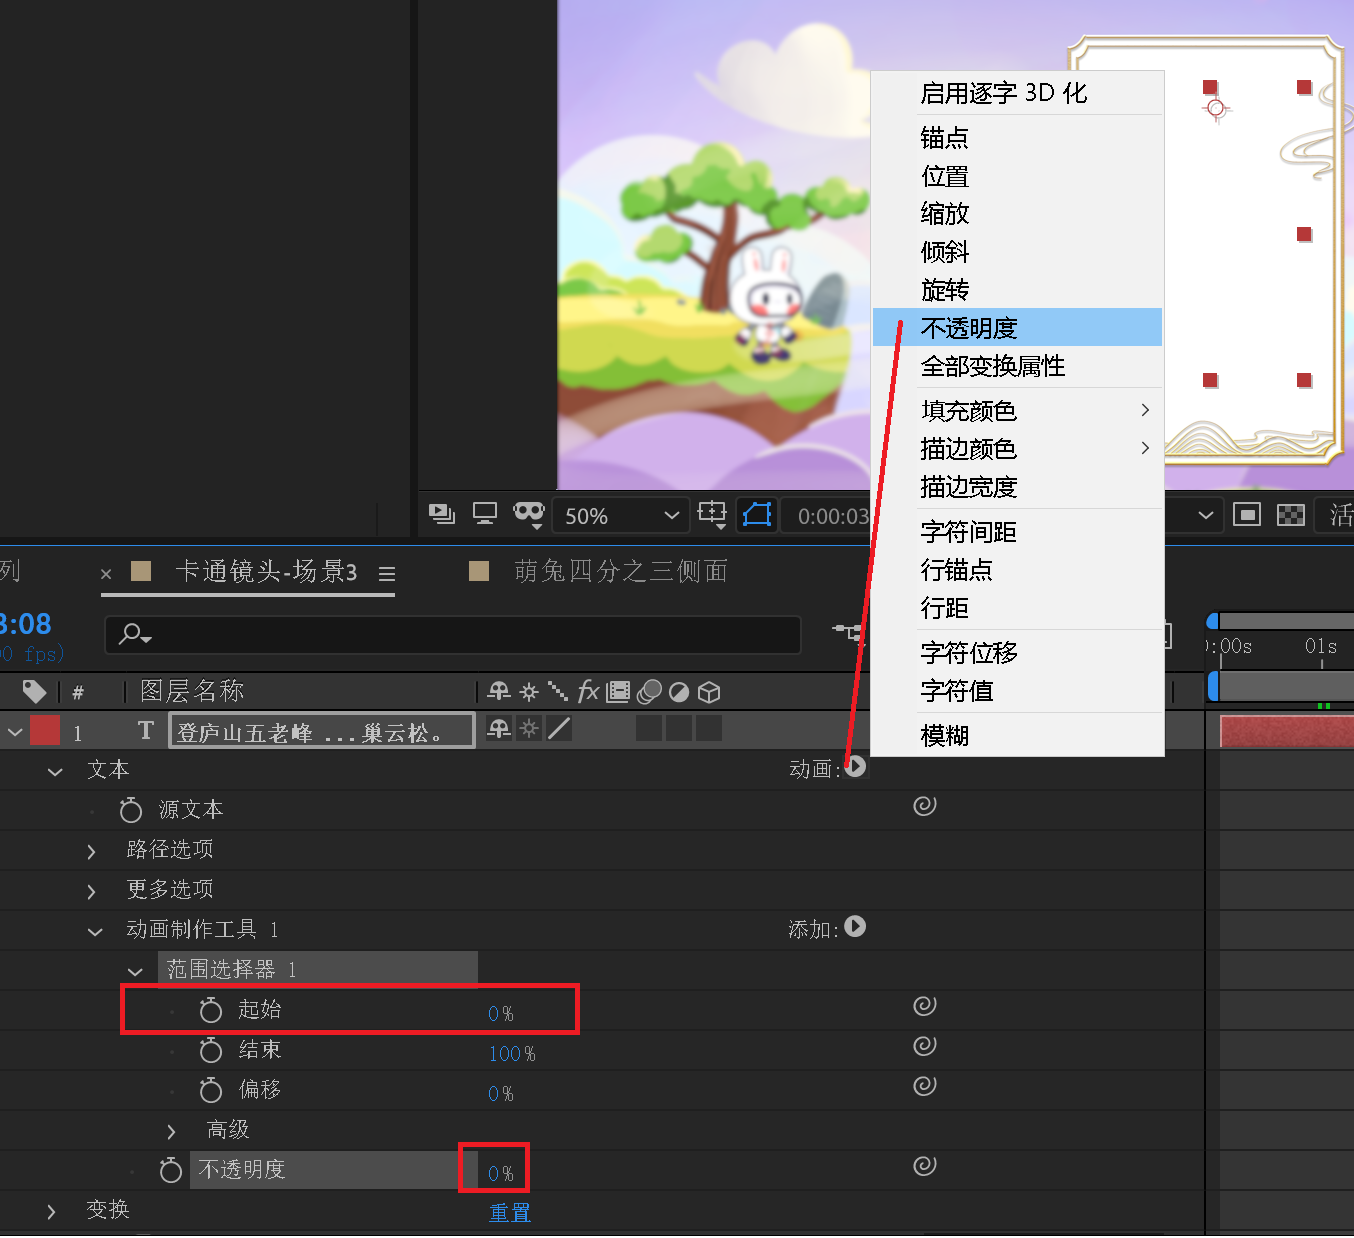 启用逐字 3D 化
锚点
位置
缩放
倾斜
旋转
不透明度
全部变换属性
填充颜色
描边颜色
描边宽度
字符间距
行锚点
行距
字符位移
字符值
模糊
50%
0:00:03
活
列
× 卡通镜头-场景3
萌兔四分之三侧面
3:08
00 fps)
:00s
01s
# 图层名称
fx
1 T 登庐山五老峰 ...巢云松。
文本
动画:
源文本
路径选项
更多选项
动画制作工具 1
添加:
范围选择器 1
起始 0%
结束 100%
偏移 0%
高级
不透明度 0%
变换
重置